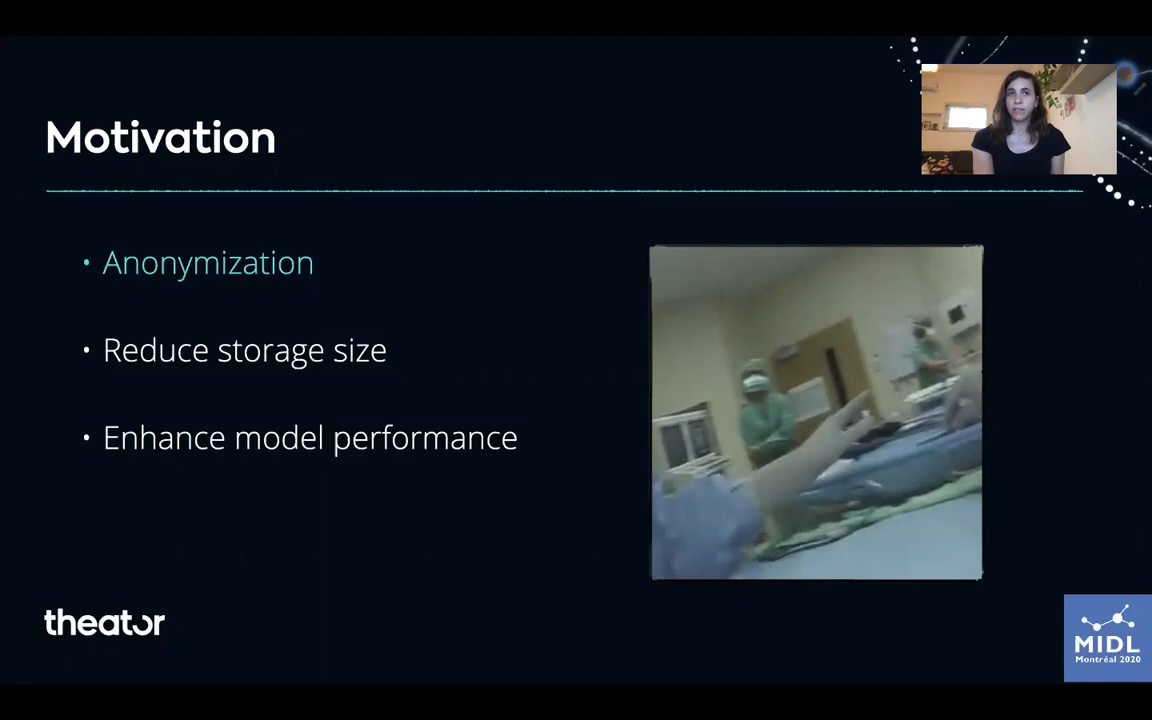 Motivation
• Anonymization
• Reduce storage size
• Enhance model performance
theator
MIDL
Montréal 2020